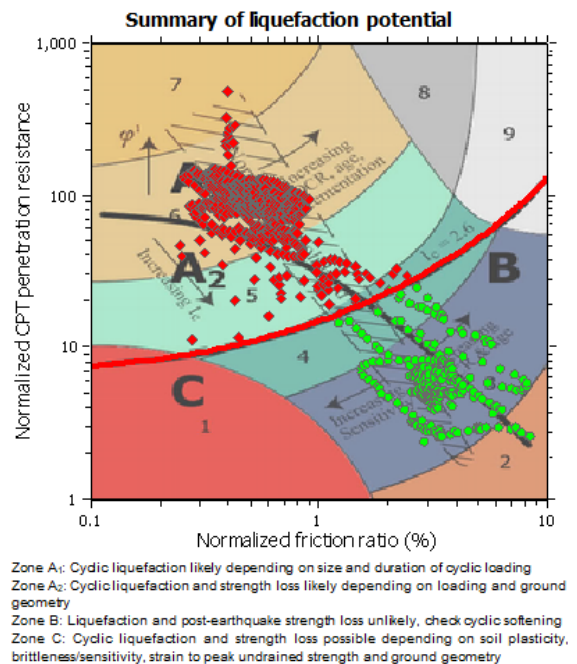 Summary of liquefaction potential
1,000
7
8
9
φ'
Increasing
OCR, age,
cementation
100
A
6
Ic = 2.6
B
A2
Increasing Ic
5
10
4
C
1
Increasing
Sensitivity
2
1
0.1
1
10
Normalized CPT penetration resistance
Normalized friction ratio (%)
Zone A1: Cyclic liquefaction likely depending on size and duration of cyclic loading
Zone A2: Cyclic liquefaction and strength loss likely depending on loading and ground
geometry
Zone B: Liquefaction and post-earthquake strength loss unlikely, check cyclic softening
Zone C: Cyclic liquefaction and strength loss possible depending on soil plasticity,
brittleness/sensitivity, strain to peak undrained strength and ground geometry